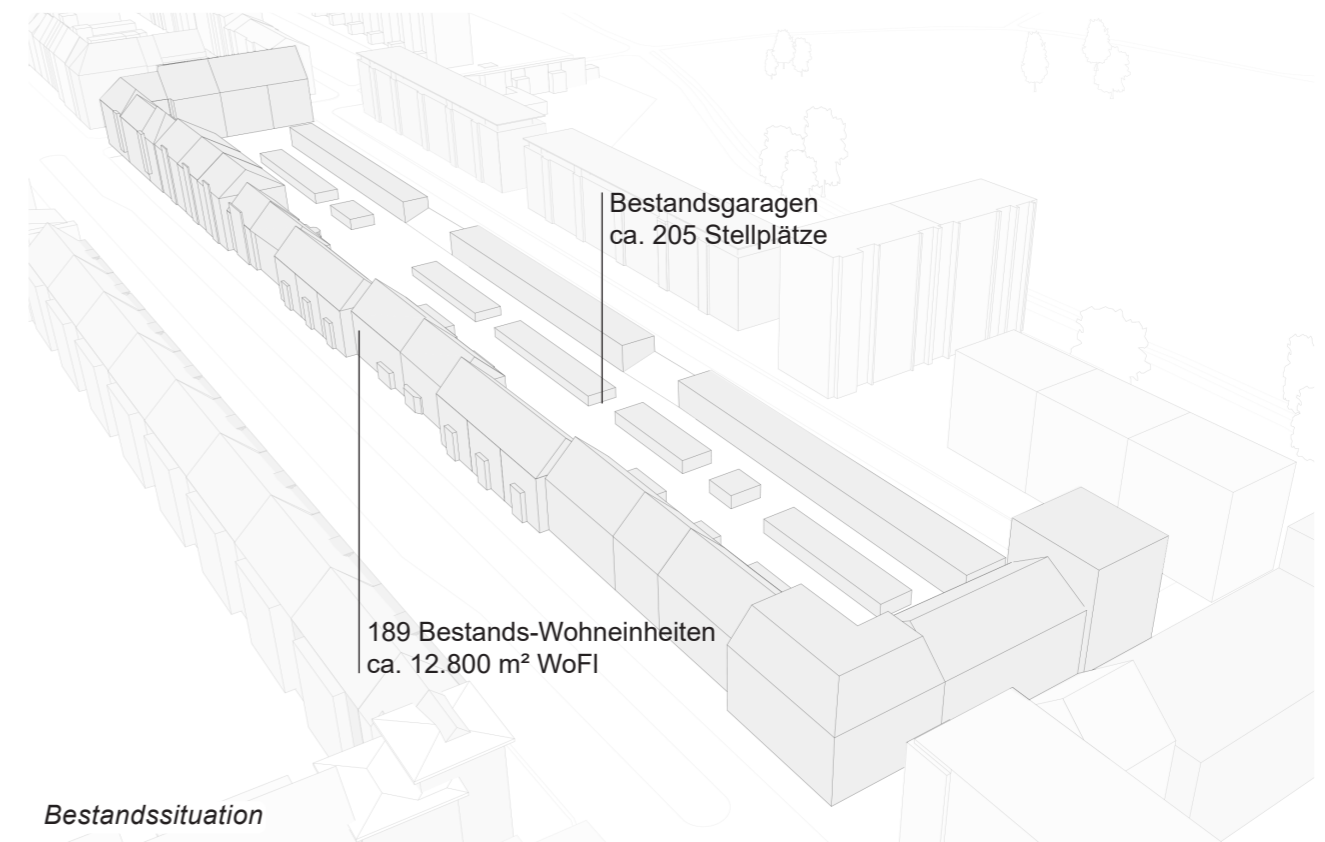 Bestandsgaragen
ca. 205 Stellplätze
189 Bestands-Wohneinheiten
ca. 12.800 m² WoFl
Bestandssituation